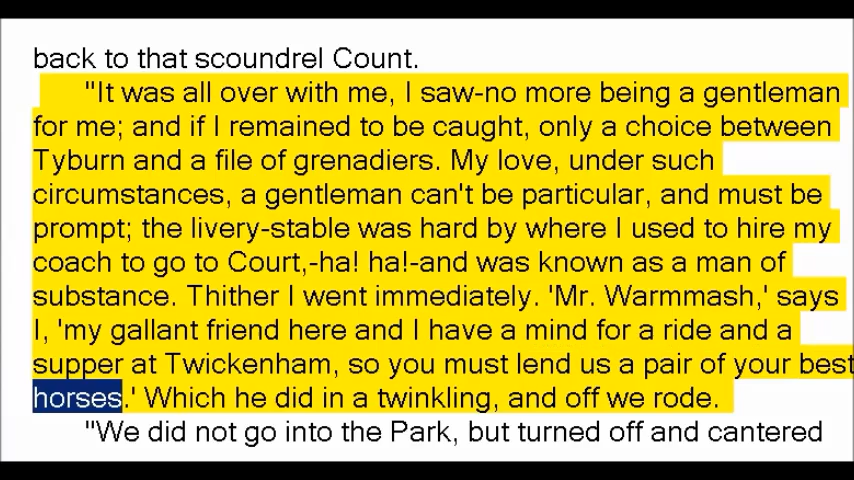 back to that scoundrel Count.
"It was all over with me, I saw-no more being a gentleman
for me; and if I remained to be caught, only a choice between
Tyburn and a file of grenadiers. My love, under such
circumstances, a gentleman can't be particular, and must be
prompt; the livery-stable was hard by where I used to hire my
coach to go to Court,-ha! ha!-and was known as a man of
substance. Thither I went immediately. 'Mr. Warmmash,' says
I, 'my gallant friend here and I have a mind for a ride and a
supper at Twickenham, so you must lend us a pair of your best
horses.' Which he did in a twinkling, and off we rode.
"We did not go into the Park, but turned off and cantered